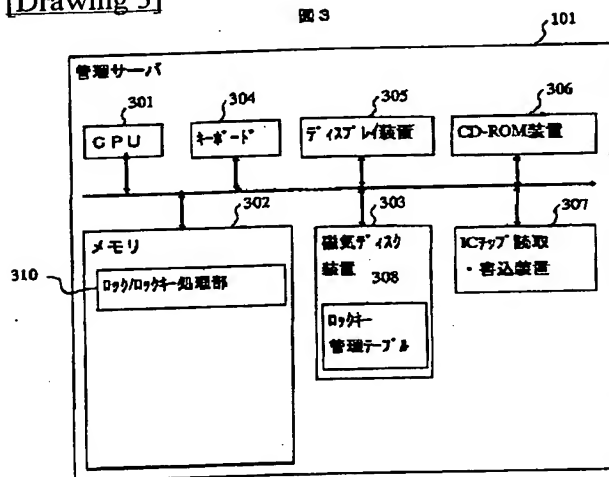 [Drawing 3]
図3
101
管理サーバ
301
304
305
306
CPU
キーボード
ディスプレイ装置
CD-ROM装置
302
303
307
メモリ
磁気ディスク
装置
308
ICチップ読取
・書込装置
310
ロック/ロックキー処理部
ロックキー
管理テーブル